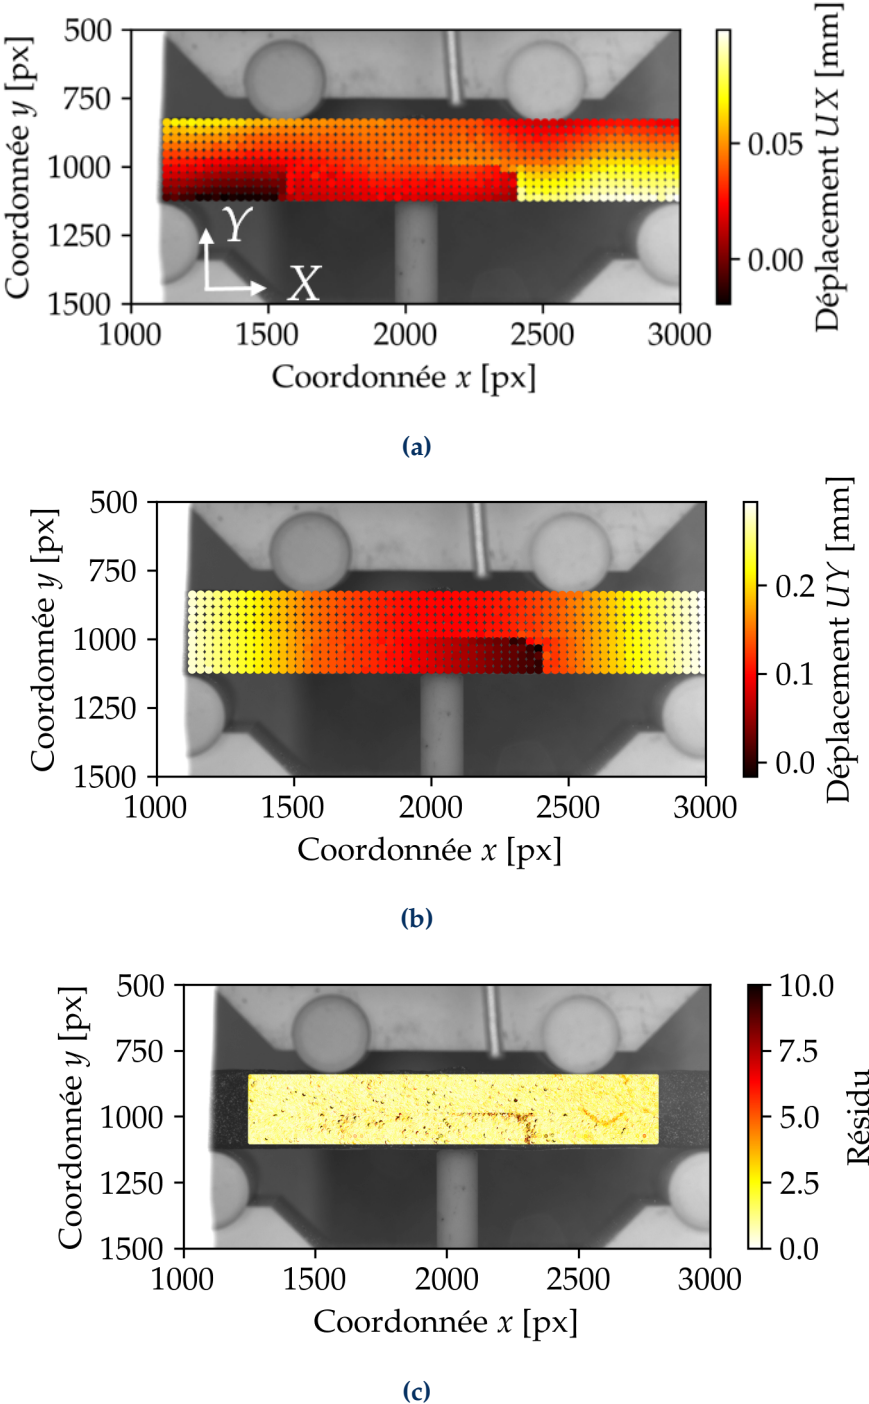 500
750
1000
1250
1500
Coordonnée y [px]
Y
X
1000 1500 2000 2500 3000
Coordonnée x [px]
0.05
0.00
Déplacement UX [mm]
(a)
500
750
1000
1250
1500
Coordonnée y [px]
1000 1500 2000 2500 3000
Coordonnée x [px]
0.2
0.1
0.0
Déplacement UY [mm]
(b)
500
750
1000
1250
1500
Coordonnée y [px]
1000 1500 2000 2500 3000
Coordonnée x [px]
10.0
7.5
5.0
2.5
0.0
Résidu
(c)